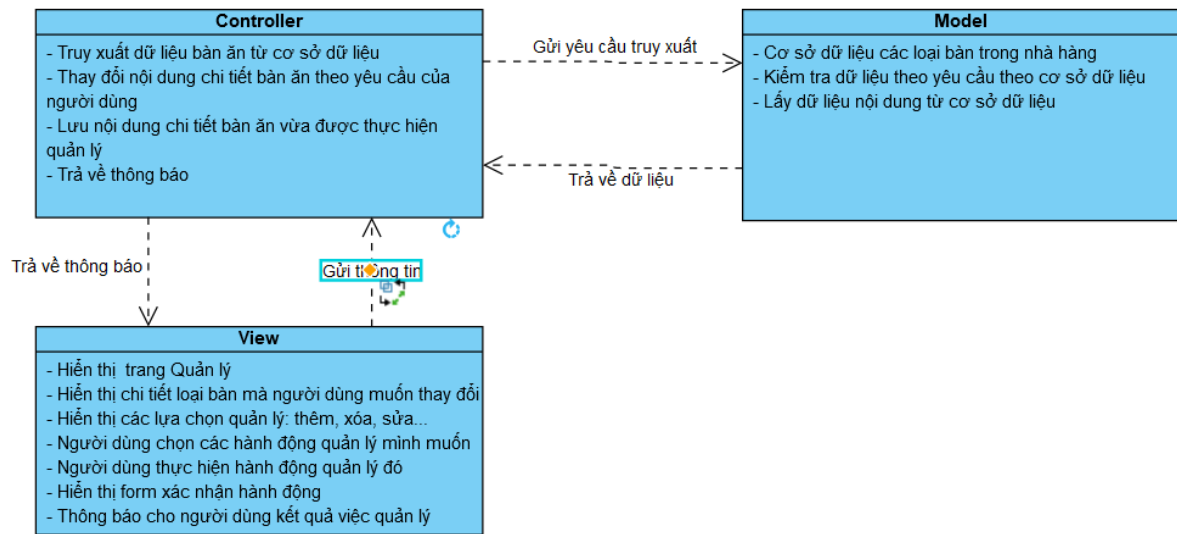 Controller
- Truy xuất dữ liệu bàn ăn từ cơ sở dữ liệu
- Thay đổi nội dung chi tiết bàn ăn theo yêu cầu của
người dùng
- Lưu nội dung chi tiết bàn ăn vừa được thực hiện
quản lý
- Trả về thông báo
Gửi yêu cầu truy xuất
Trả về dữ liệu
Model
- Cơ sở dữ liệu các loại bàn trong nhà hàng
- Kiểm tra dữ liệu theo yêu cầu theo cơ sở dữ liệu
- Lấy dữ liệu nội dung từ cơ sở dữ liệu
Trả về thông báo
Gửi thông tin
View
- Hiển thị trang Quản lý
- Hiển thị chi tiết loại bàn mà người dùng muốn thay đổi
- Hiển thị các lựa chọn quản lý: thêm, xóa, sửa...
- Người dùng chọn các hành động quản lý mình muốn
- Người dùng thực hiện hành động quản lý đó
- Hiển thị form xác nhận hành động
- Thông báo cho người dùng kết quả việc quản lý